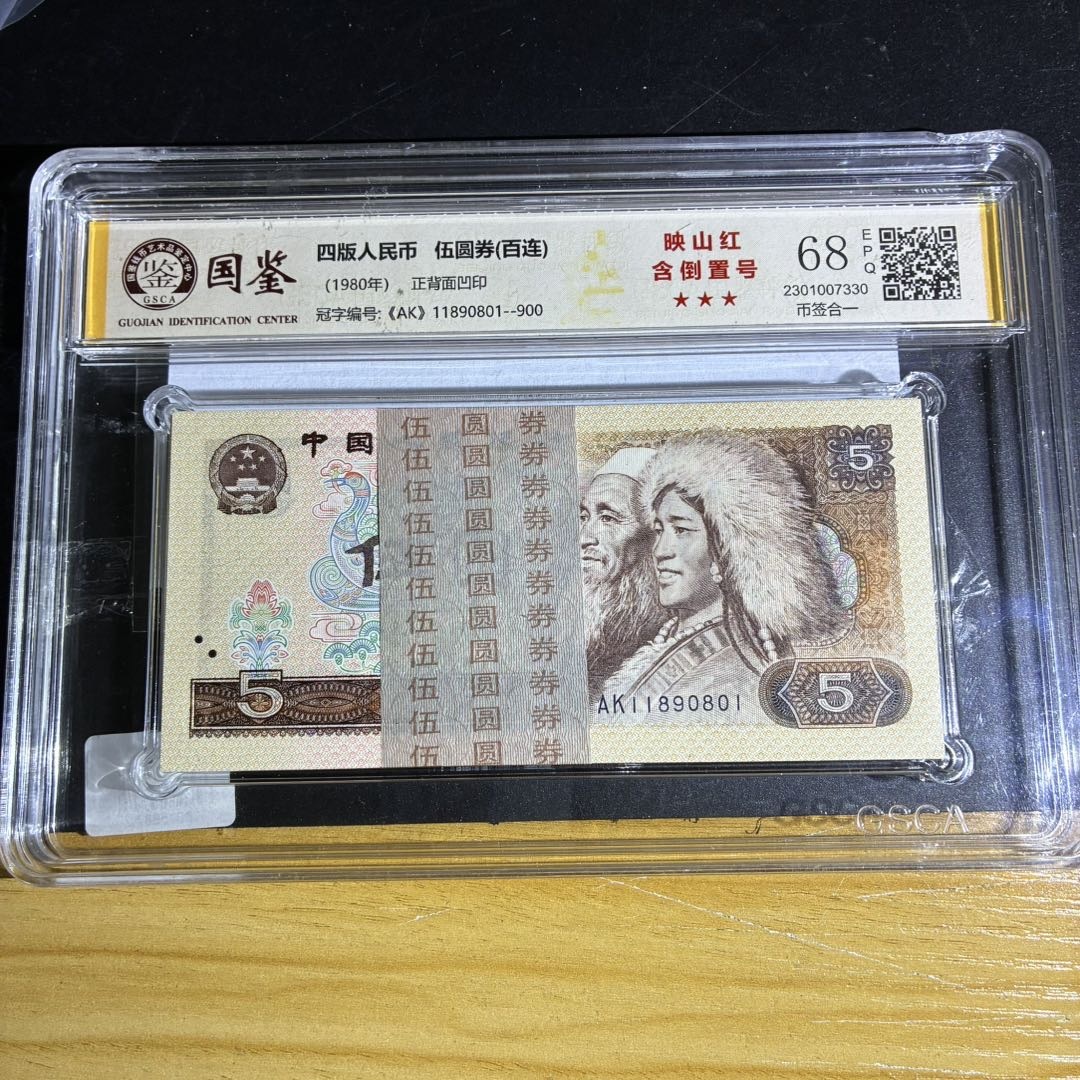 国鉴钱币艺术品鉴定中心
鉴
GSCA
国鉴
GUOJIAN IDENTIFICATION CENTER
四版人民币 伍圆券(百连)
(1980年) 正背面凹印
冠字编号:《AK》11890801--900
映山红
含倒置号
★★★
68 EPQ
2301007330
币签合一
中国
伍 圆 券
伍 圆 券
伍 圆 券
伍 圆 券
伍 圆 券
伍 圆 券
伍 圆 券
伍 圆 券
伍 圆 券
伍 圆 券
伍 圆 券
5
5
AK11890801
5
GSCA